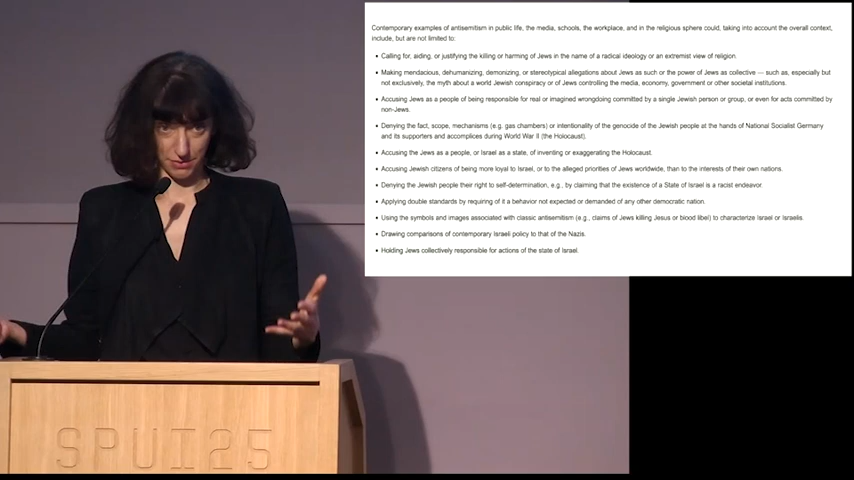 Contemporary examples of antisemitism in public life, the media, schools, the workplace, and in the religious sphere could, taking into account the overall context,
include, but are not limited to:
• Calling for, aiding, or justifying the killing or harming of Jews in the name of a radical ideology or an extremist view of religion.
• Making mendacious, dehumanizing, demonizing, or stereotypical allegations about Jews as such or the power of Jews as collective — such as, especially but
not exclusively, the myth about a world Jewish conspiracy or of Jews controlling the media, economy, government or other societal institutions.
• Accusing Jews as a people of being responsible for real or imagined wrongdoing committed by a single Jewish person or group, or even for acts committed by
non-Jews.
• Denying the fact, scope, mechanisms (e.g. gas chambers) or intentionality of the genocide of the Jewish people at the hands of National Socialist Germany
and its supporters and accomplices during World War II (the Holocaust).
• Accusing the Jews as a people, or Israel as a state, of inventing or exaggerating the Holocaust.
• Accusing Jewish citizens of being more loyal to Israel, or to the alleged priorities of Jews worldwide, than to the interests of their own nations.
• Denying the Jewish people their right to self-determination, e.g., by claiming that the existence of a State of Israel is a racist endeavor.
• Applying double standards by requiring of it a behavior not expected or demanded of any other democratic nation.
• Using the symbols and images associated with classic antisemitism (e.g., claims of Jews killing Jesus or blood libel) to characterize Israel or Israelis.
• Drawing comparisons of contemporary Israeli policy to that of the Nazis.
• Holding Jews collectively responsible for actions of the state of Israel.
SPUI25